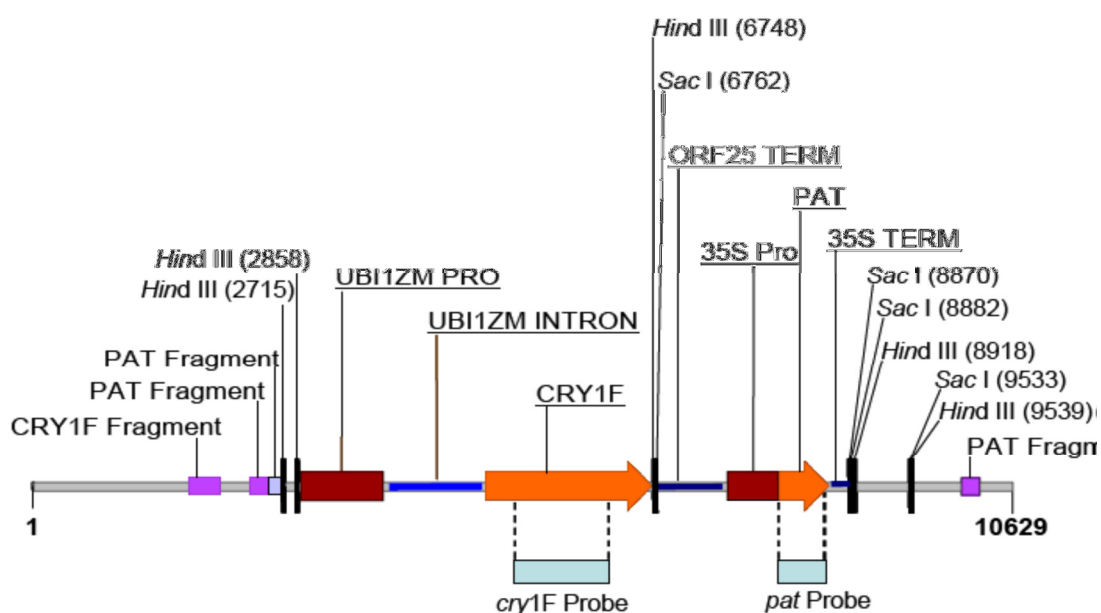 Hind III (6748)
Sac I (6762)
ORF25 TERM
PAT
35S Pro
35S TERM
Hind III (2858)
Hind III (2715)
UBI1ZM PRO
UBI1ZM INTRON
Sac I (8870)
Sac I (8882)
Hind III (8918)
Sac I (9533)
Hind III (9539)(
PAT Fragment
PAT Fragment
CRY1F Fragment
CRY1F
PAT Fragm
1
10629
cry1F Probe
pat Probe